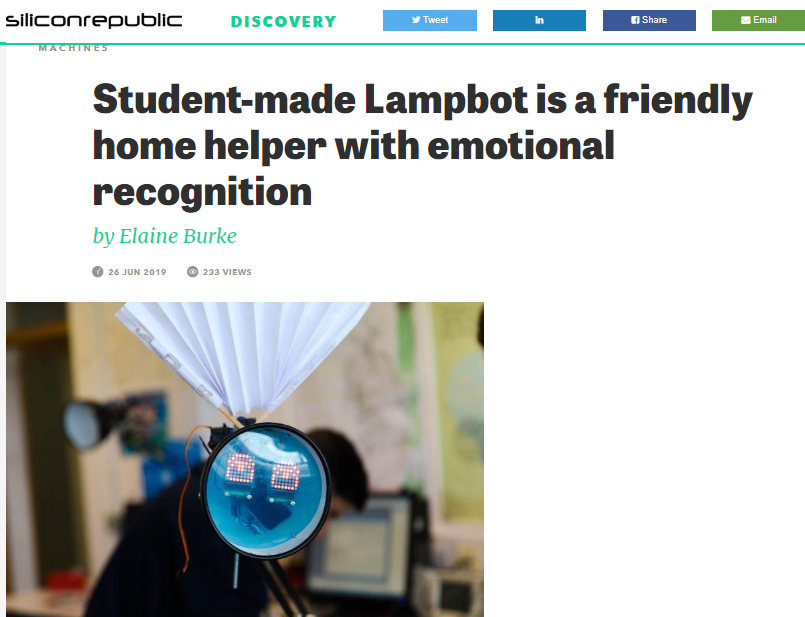 siliconrepublic
DISCOVERY
Tweet
in
Share
Email
MACHINES
Student-made Lampbot is a friendly
home helper with emotional
recognition
by Elaine Burke
26 JUN 2019
233 VIEWS